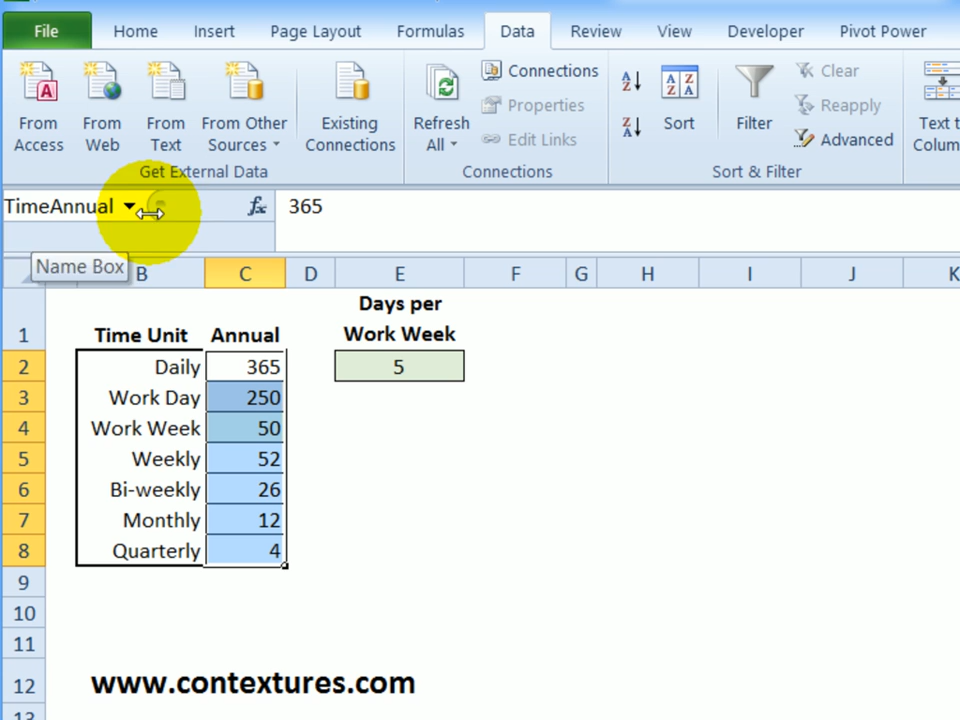 File Home Insert Page Layout Formulas Data Review View Developer Pivot Power
From Access
From Web
From Text
From Other Sources
Existing Connections
Refresh All
Connections
Properties
Edit Links
Sort
Filter
Clear
Reapply
Advanced
Text t
Colum
Get External Data Connections Sort & Filter
TimeAnnual fx 365
Name Box
B C D E F G H I J K
1 Time Unit Annual Days per Work Week
2 Daily 365 5
3 Work Day 250
4 Work Week 50
5 Weekly 52
6 Bi-weekly 26
7 Monthly 12
8 Quarterly 4
9
10
11
12 www.contextures.com
13